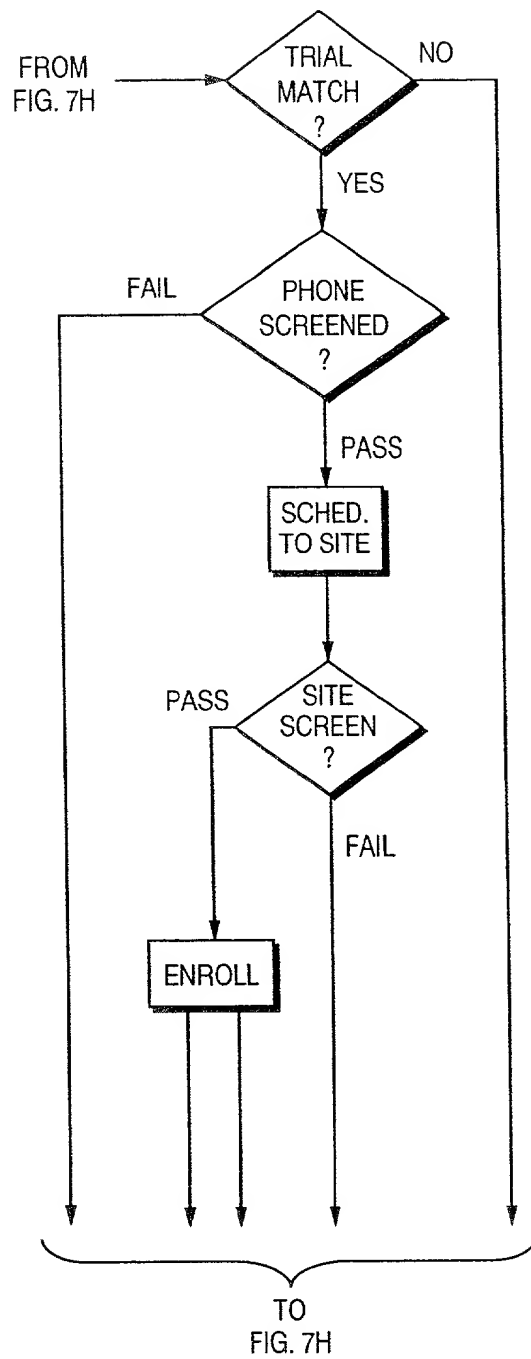 FROM
FIG. 7H
TRIAL
MATCH
?
NO
YES
FAIL
PHONE
SCREENED
?
PASS
SCHED.
TO SITE
PASS
SITE
SCREEN
?
FAIL
ENROLL
TO
FIG. 7H